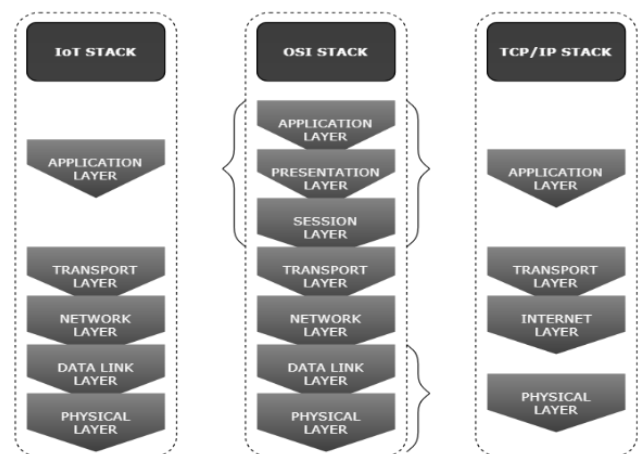 IoT STACK
APPLICATION
LAYER
TRANSPORT
LAYER
NETWORK
LAYER
DATA LINK
LAYER
PHYSICAL
LAYER
OSI STACK
APPLICATION
LAYER
PRESENTATION
LAYER
SESSION
LAYER
TRANSPORT
LAYER
NETWORK
LAYER
DATA LINK
LAYER
PHYSICAL
LAYER
TCP/IP STACK
APPLICATION
LAYER
TRANSPORT
LAYER
INTERNET
LAYER
PHYSICAL
LAYER